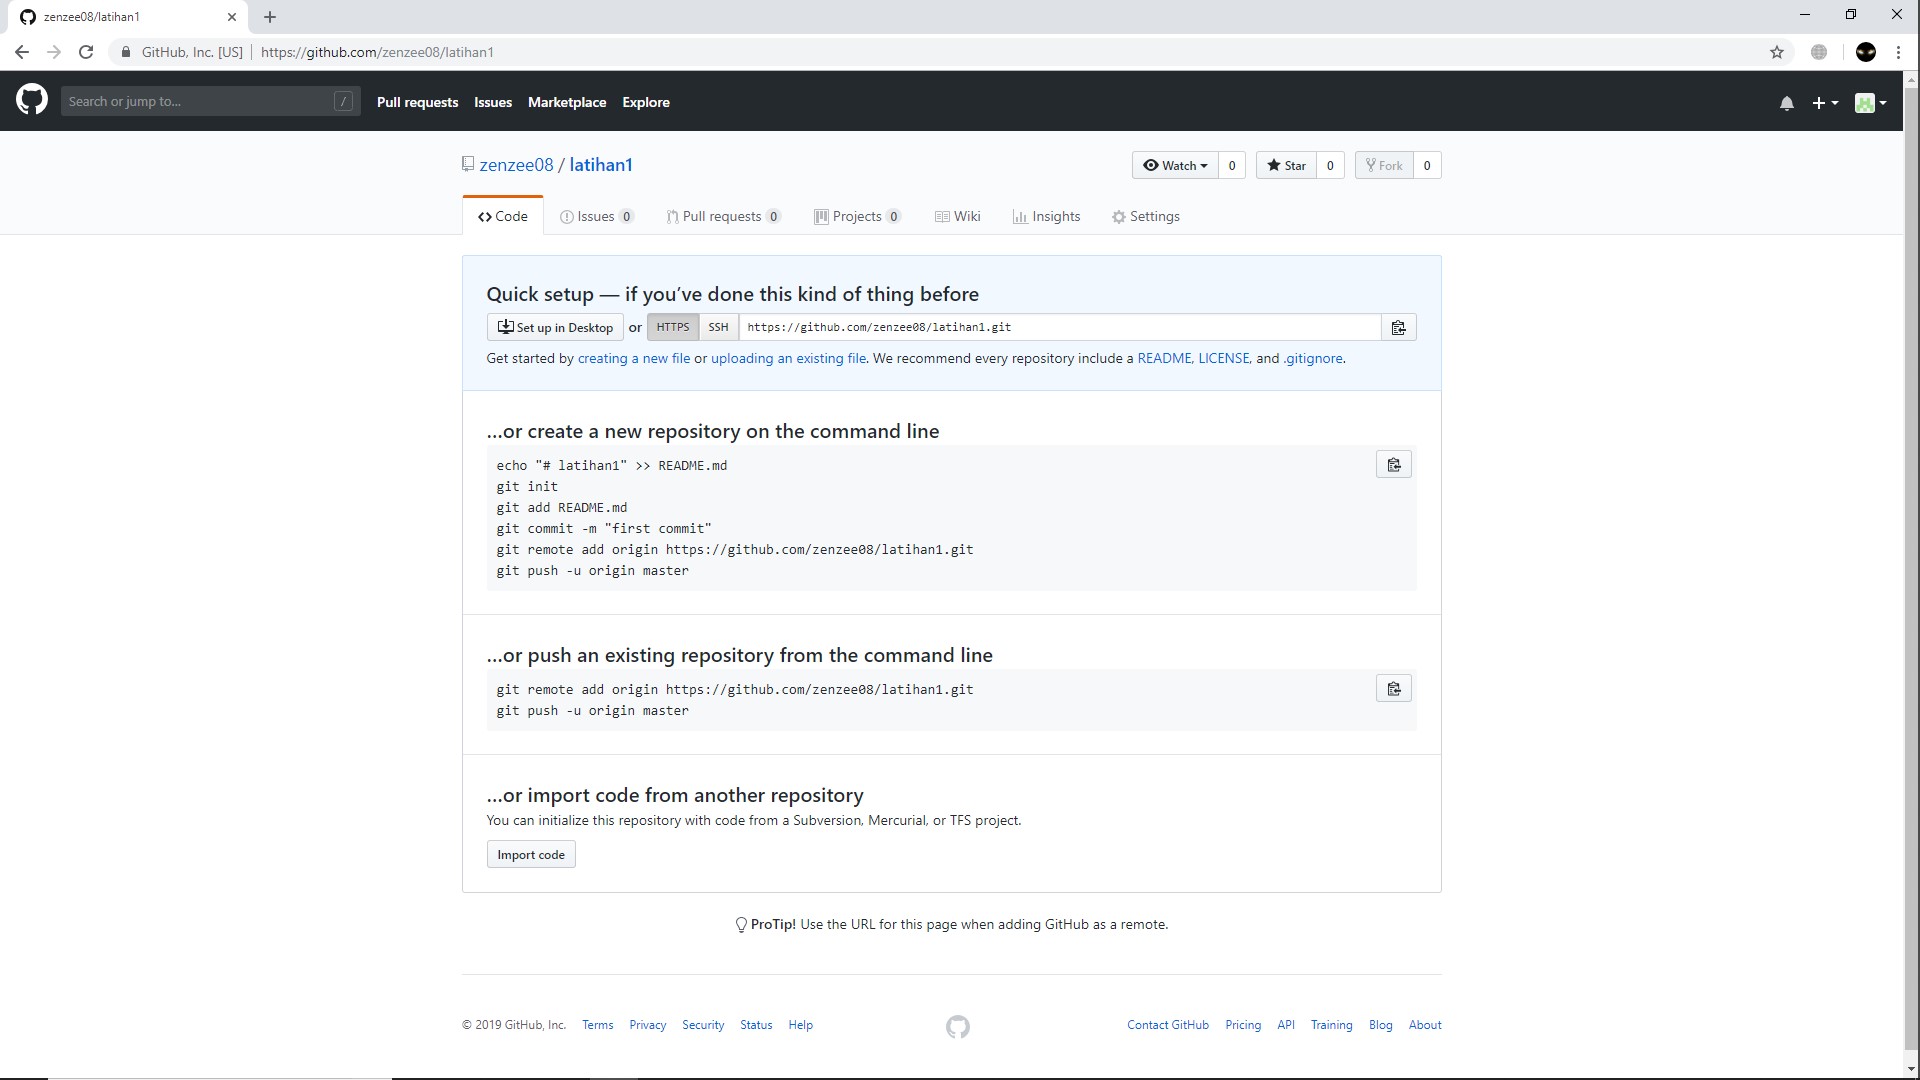 zenzee08/latihan1
GitHub, Inc. [US] https://github.com/zenzee08/latihan1
Search or jump to... / Pull requests Issues Marketplace Explore
zenzee08 / latihan1 Watch 0 Star 0 Fork 0
Code Issues 0 Pull requests 0 Projects 0 Wiki Insights Settings
Quick setup — if you’ve done this kind of thing before
Set up in Desktop or HTTPS SSH https://github.com/zenzee08/latihan1.git
Get started by creating a new file or uploading an existing file. We recommend every repository include a README, LICENSE, and .gitignore.
…or create a new repository on the command line
echo "# latihan1" >> README.md
git init
git add README.md
git commit -m "first commit"
git remote add origin https://github.com/zenzee08/latihan1.git
git push -u origin master
…or push an existing repository from the command line
git remote add origin https://github.com/zenzee08/latihan1.git
git push -u origin master
…or import code from another repository
You can initialize this repository with code from a Subversion, Mercurial, or TFS project.
Import code
ProTip! Use the URL for this page when adding GitHub as a remote.
© 2019 GitHub, Inc. Terms Privacy Security Status Help Contact GitHub Pricing API Training Blog About